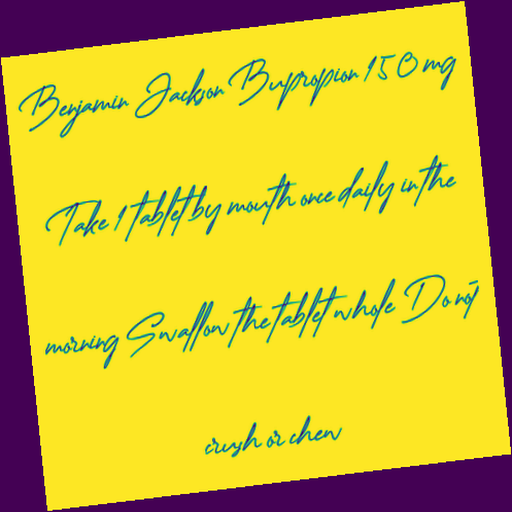 Benjamin Jackson Bupropion 150 mg
Take 1 tablet by mouth once daily in the
morning Swallow the tablet whole Do not
crush or chew